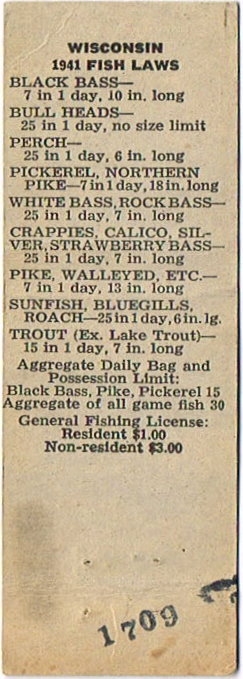 WISCONSIN
1941 FISH LAWS
BLACK BASS—
7 in 1 day, 10 in. long
BULL HEADS—
25 in 1 day, no size limit
PERCH—
25 in 1 day, 6 in. long
PICKEREL, NORTHERN
PIKE—7 in 1 day, 18 in. long
WHITE BASS, ROCK BASS—
25 in 1 day, 7 in. long
CRAPPIES, CALICO, SIL-
VER, STRAWBERRY BASS—
25 in 1 day, 7 in. long
PIKE, WALLEYED, ETC.—
7 in 1 day, 13 in. long
SUNFISH, BLUEGILLS,
ROACH—25 in 1 day, 6 in. lg.
TROUT (Ex. Lake Trout)—
15 in 1 day, 7 in. long
Aggregate Daily Bag and
Possession Limit:
Black Bass, Pike, Pickerel 15
Aggregate of all game fish 30
General Fishing License:
Resident $1.00
Non-resident $3.00
1709